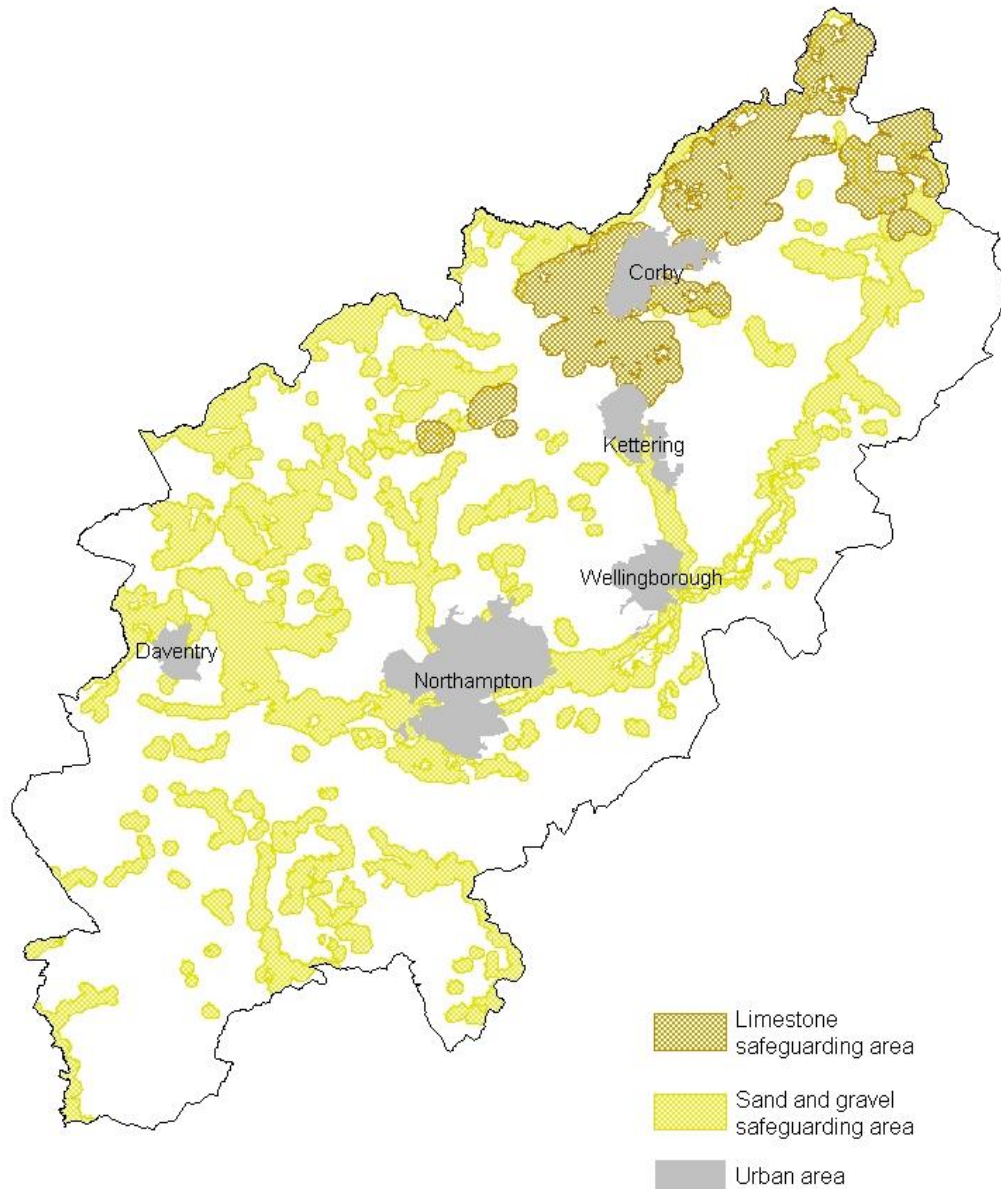 Corby
Kettering
Wellingborough
Daventry
Northampton
Limestone
safeguarding area
Sand and gravel
safeguarding area
Urban area